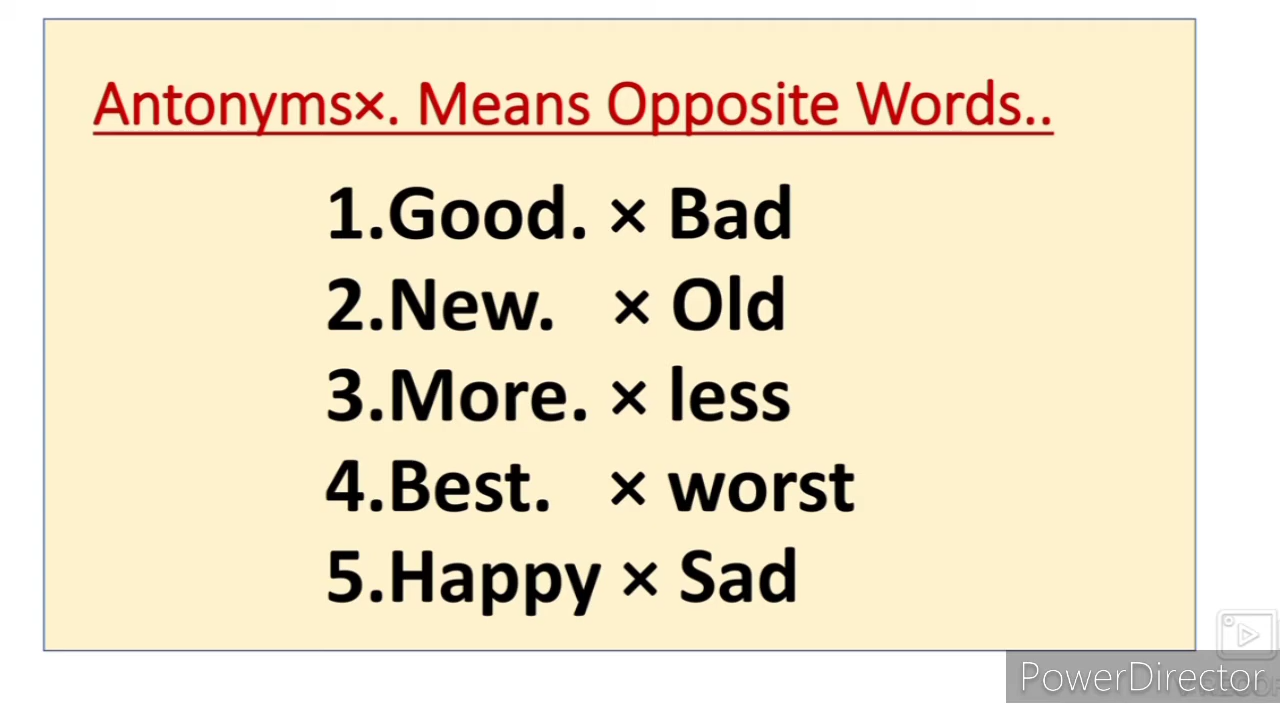 Antonyms×. Means Opposite Words..
1.Good. × Bad
2.New. × Old
3.More. × less
4.Best. × worst
5.Happy × Sad
PowerDirector